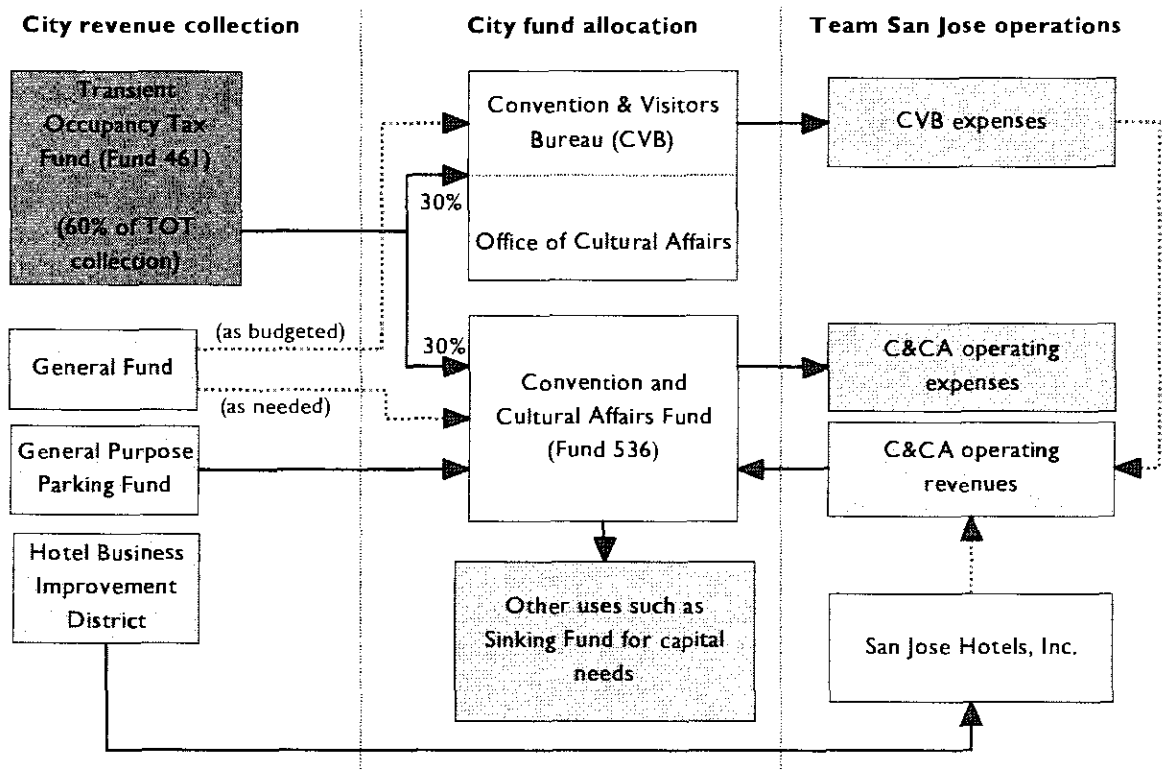 City revenue collection
City fund allocation
Team San Jose operations
Transient
Occupancy Tax
Fund (Fund 461)
(60% of TOT
collection)
Convention & Visitors
Bureau (CVB)
CVB expenses
30%
Office of Cultural Affairs
(as budgeted)
General Fund
(as needed)
30%
Convention and
Cultural Affairs Fund
(Fund 536)
C&CA operating
expenses
General Purpose
Parking Fund
C&CA operating
revenues
Hotel Business
Improvement
District
Other uses such as
Sinking Fund for capital
needs
San Jose Hotels, Inc.